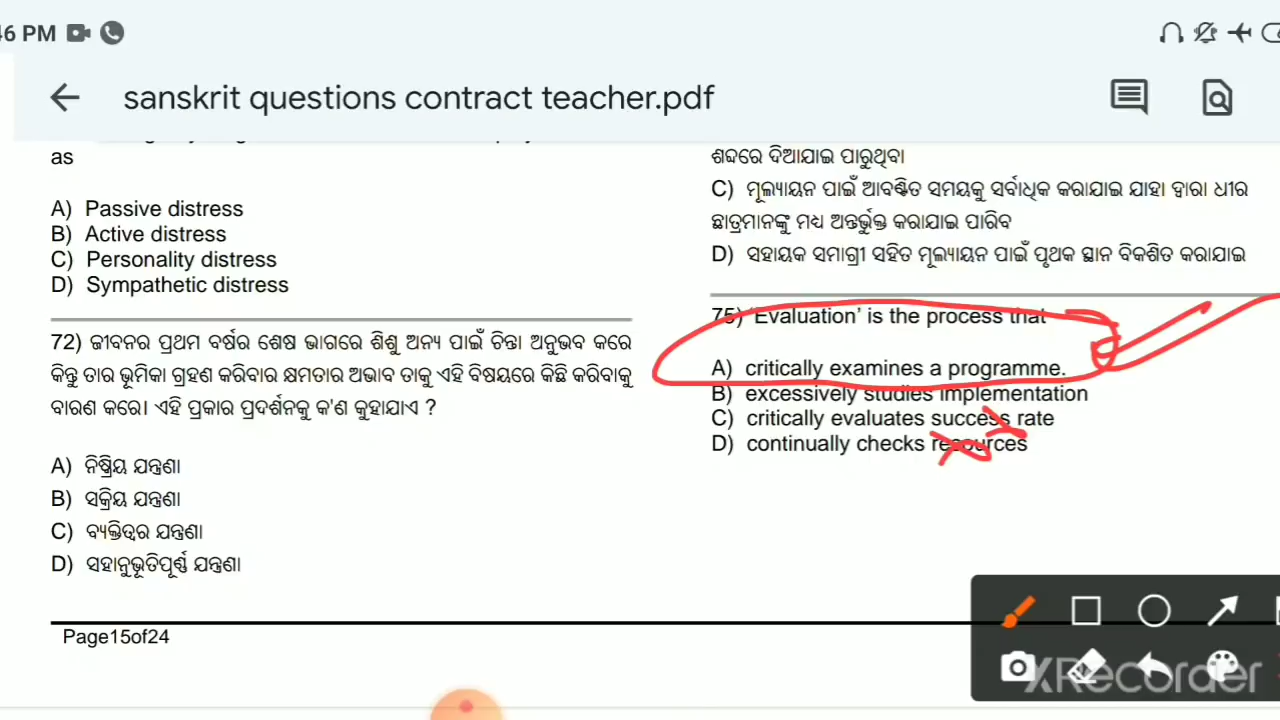 46 PM
sanskrit questions contract teacher.pdf
as
A) Passive distress
B) Active distress
C) Personality distress
D) Sympathetic distress
72) ଜୀବନର ପ୍ରଥମ ବର୍ଷର ଶେଷ ଭାଗରେ ଶିଶୁ ଅନ୍ୟ ପାଇଁ ଚିନ୍ତା ଅନୁଭବ କରେ
କିନ୍ତୁ ତାର ଭୂମିକା ଗ୍ରହଣ କରିବାର କ୍ଷମତାର ଅଭାବ ତାକୁ ଏହି ବିଷୟରେ କିଛି କରିବାକୁ
ବାରଣ କରେ। ଏହି ପ୍ରକାର ପ୍ରଦର୍ଶନକୁ କ'ଣ କୁହାଯାଏ ?
A) ନିଷ୍କ୍ରିୟ ଯନ୍ତ୍ରଣା
B) ସକ୍ରିୟ ଯନ୍ତ୍ରଣା
C) ବ୍ୟକ୍ତିତ୍ୱର ଯନ୍ତ୍ରଣା
D) ସହାନୁଭୂତିପୂର୍ଣ୍ଣ ଯନ୍ତ୍ରଣା
Page15of24
ଶବ୍ଦରେ ଦିଆଯାଇ ପାରୁଥିବା
C) ମୂଲ୍ୟାୟନ ପାଇଁ ଆବଣ୍ଟିତ ସମୟକୁ ସର୍ବାଧିକ କରାଯାଇ ଯାହା ଦ୍ୱାରା ଧୀର
ଛାତ୍ରମାନଙ୍କୁ ମଧ୍ୟ ଅନ୍ତର୍ଭୁକ୍ତ କରାଯାଇ ପାରିବ
D) ସହାୟକ ସାମଗ୍ରୀ ସହିତ ମୂଲ୍ୟାୟନ ପାଇଁ ପୃଥକ ସ୍ଥାନ ବିକଶିତ କରାଯାଇ
75) 'Evaluation' is the process that
A) critically examines a programme.
B) excessively studies implementation
C) critically evaluates success rate
D) continually checks resources
XRecorder